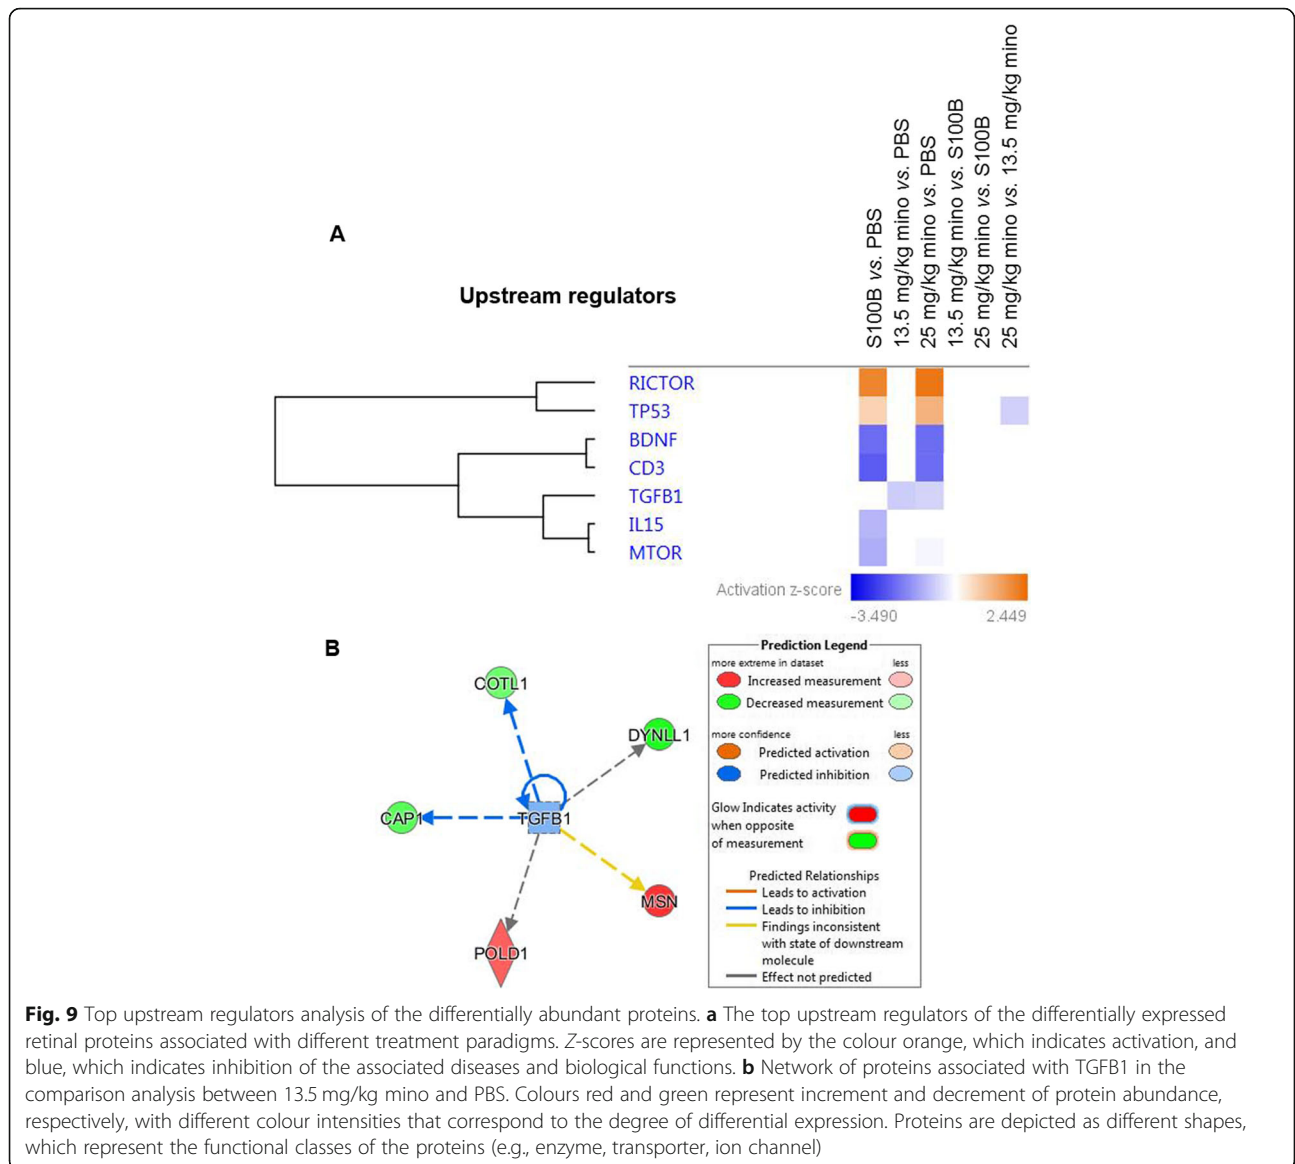 A
Upstream regulators
S100B vs. PBS
13.5 mg/kg mino vs. PBS
25 mg/kg mino vs. PBS
13.5 mg/kg mino vs. S100B
25 mg/kg mino vs. S100B
25 mg/kg mino vs. 13.5 mg/kg mino
RICTOR
TP53
BDNF
CD3
TGFB1
IL15
MTOR
Activation z-score
-3.490 2.449
B
COTL1
DYNLL1
CAP1
TGFB1
MSN
POLD1
Prediction Legend
more extreme in dataset less
Increased measurement
Decreased measurement
more confidence less
Predicted activation
Predicted inhibition
Glow Indicates activity
when opposite
of measurement
Predicted Relationships
Leads to activation
Leads to inhibition
Findings inconsistent
with state of downstream
molecule
Effect not predicted
Fig. 9 Top upstream regulators analysis of the differentially abundant proteins. a The top upstream regulators of the differentially expressed
retinal proteins associated with different treatment paradigms. Z-scores are represented by the colour orange, which indicates activation, and
blue, which indicates inhibition of the associated diseases and biological functions. b Network of proteins associated with TGFB1 in the
comparison analysis between 13.5 mg/kg mino and PBS. Colours red and green represent increment and decrement of protein abundance,
respectively, with different colour intensities that correspond to the degree of differential expression. Proteins are depicted as different shapes,
which represent the functional classes of the proteins (e.g., enzyme, transporter, ion channel)